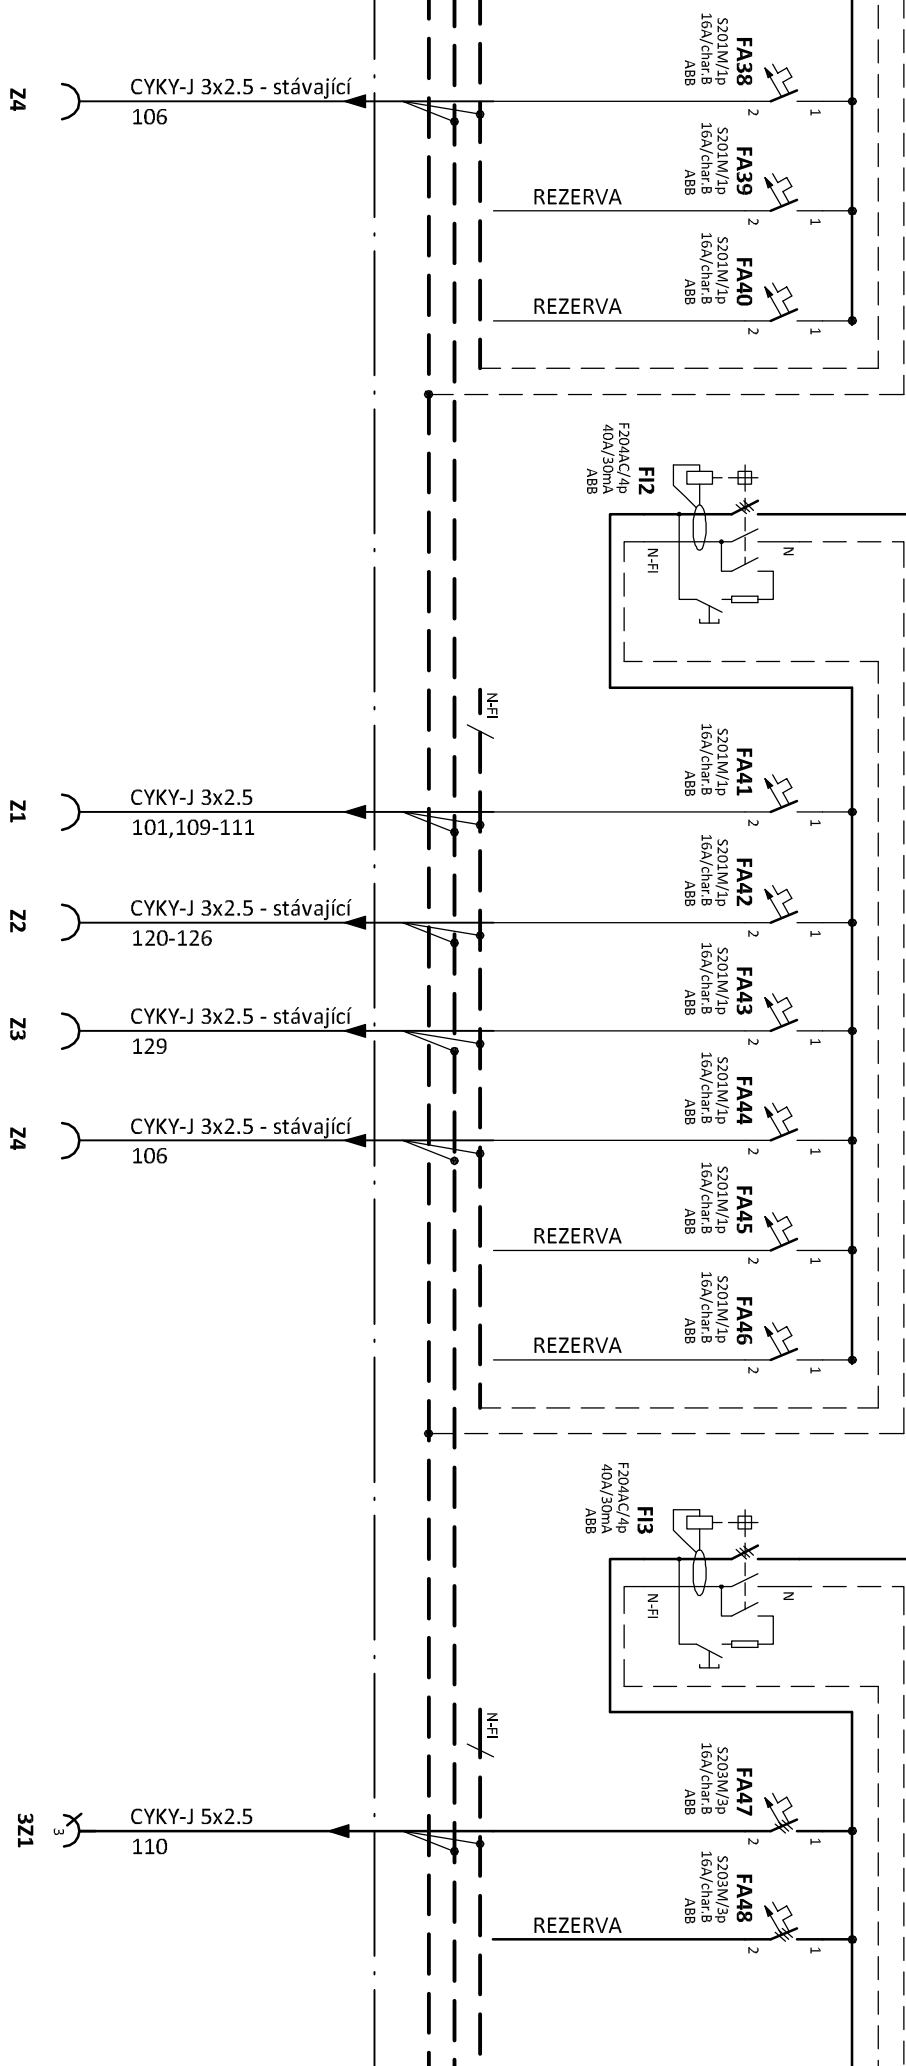 FA38
S201M/1p
16A/char.B
ABB
1
2
CYKY-J 3x2.5 - stávající
106
Z4
FA39
S201M/1p
16A/char.B
ABB
1
2
REZERVA
FA40
S201M/1p
16A/char.B
ABB
1
2
REZERVA
FI2
F204AC/4p
40A/30mA
ABB
N
N-FI
N-FI
FA41
S201M/1p
16A/char.B
ABB
1
2
CYKY-J 3x2.5
101,109-111
Z1
FA42
S201M/1p
16A/char.B
ABB
1
2
CYKY-J 3x2.5 - stávající
120-126
Z2
FA43
S201M/1p
16A/char.B
ABB
1
2
CYKY-J 3x2.5 - stávající
129
Z3
FA44
S201M/1p
16A/char.B
ABB
1
2
CYKY-J 3x2.5 - stávající
106
Z4
FA45
S201M/1p
16A/char.B
ABB
1
2
REZERVA
FA46
S201M/1p
16A/char.B
ABB
1
2
REZERVA
FI3
F204AC/4p
40A/30mA
ABB
N
N-FI
N-FI
FA47
S203M/3p
16A/char.B
ABB
1
2
CYKY-J 5x2.5
110
3
3Z1
FA48
S203M/3p
16A/char.B
ABB
1
2
REZERVA